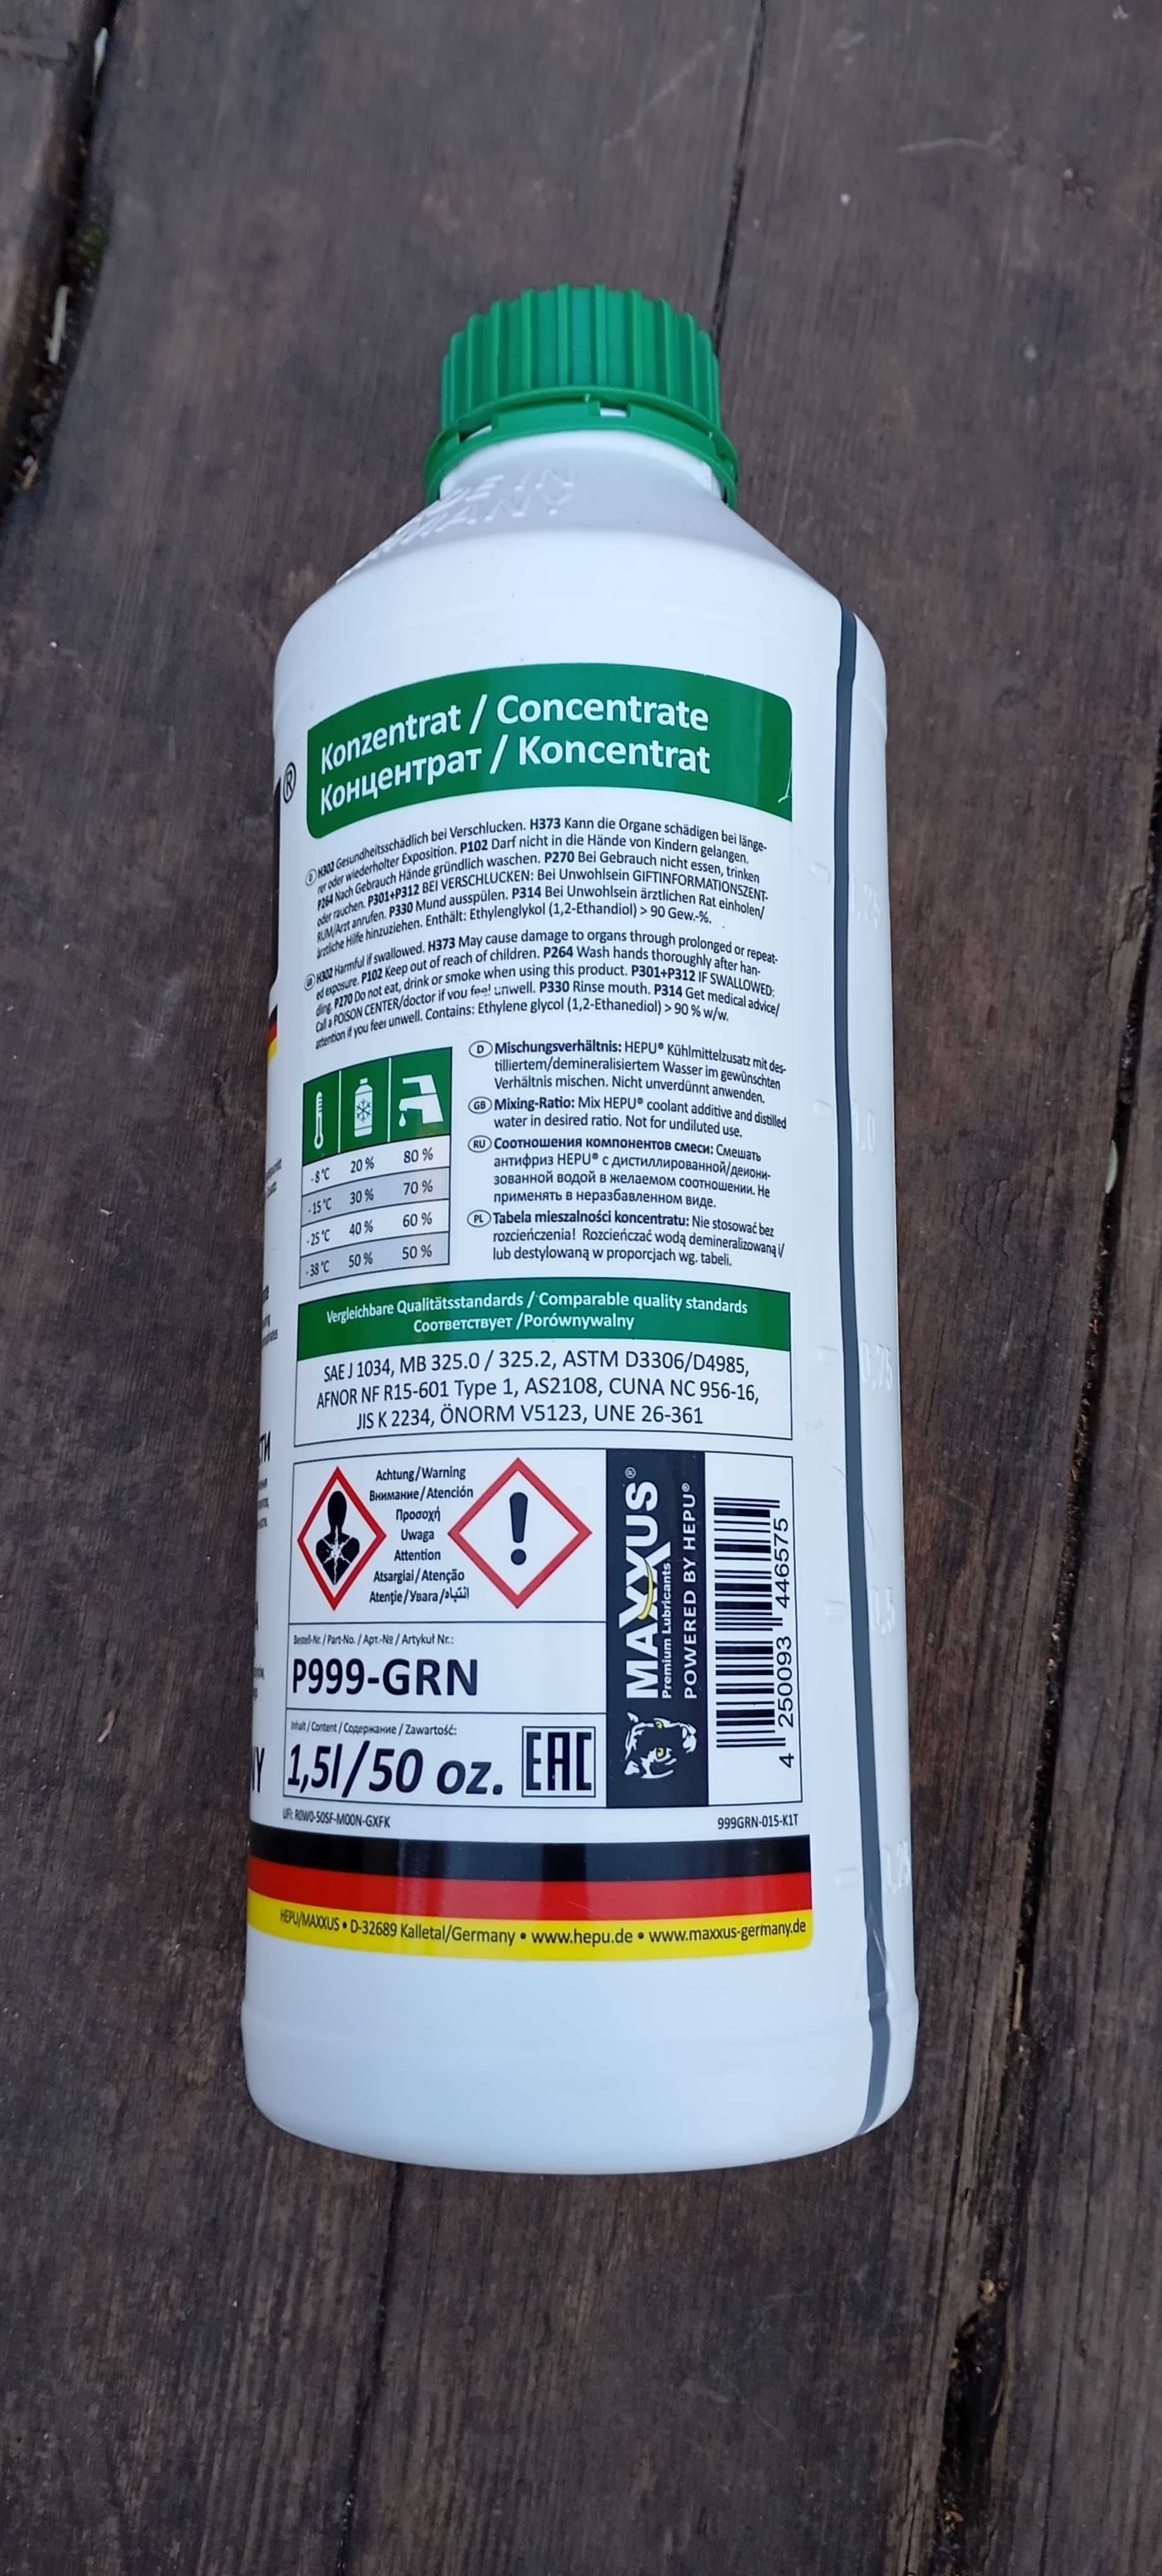 ®
Konzentrat / Concentrate
Концентрат / Koncentrat
D H302 Gesundheitsschädlich bei Verschlucken. H373 Kann die Organe schädigen bei länge-
rer oder wiederholter Exposition. P102 Darf nicht in die Hände von Kindern gelangen.
P264 Nach Gebrauch Hände gründlich waschen. P270 Bei Gebrauch nicht essen, trinken
oder rauchen. P301+P312 BEI VERSCHLUCKEN: Bei Unwohlsein GIFTINFORMATIONSZENT-
RUM/Arzt anrufen. P330 Mund ausspülen. P314 Bei Unwohlsein ärztlichen Rat einholen/
ärztliche Hilfe hinzuziehen. Enthält: Ethylenglykol (1,2-Ethandiol) > 90 Gew.-%.
GB H302 Harmful if swallowed. H373 May cause damage to organs through prolonged or repeat-
ed exposure. P102 Keep out of reach of children. P264 Wash hands thoroughly after han-
dling. P270 Do not eat, drink or smoke when using this product. P301+P312 IF SWALLOWED:
Call a POISON CENTER/doctor if you feel unwell. P330 Rinse mouth. P314 Get medical advice/
attention if you feel unwell. Contains: Ethylene glycol (1,2-Ethanediol) > 90 % w/w.
-8 °C 20 % 80 %
-15 °C 30 % 70 %
-25 °C 40 % 60 %
-38 °C 50 % 50 %
D Mischungsverhältnis: HEPU® Kühlmittelzusatz mit des-
tilliertem/demineralisiertem Wasser im gewünschten
Verhältnis mischen. Nicht unverdünnt anwenden.
GB Mixing-Ratio: Mix HEPU® coolant additive and distilled
water in desired ratio. Not for undiluted use.
RU Соотношения компонентов смеси: Смешать
антифриз HEPU® с дистиллированной/деиони-
зованной водой в желаемом соотношении. Не
применять в неразбавленном виде.
PL Tabela mieszalności koncentratu: Nie stosować bez
rozcieńczenia! Rozcieńczać wodą demineralizowaną i/
lub destylowaną w proporcjach wg. tabeli.
Vergleichbare Qualitätsstandards / Comparable quality standards
Соответствует /Porównywalny
SAE J 1034, MB 325.0 / 325.2, ASTM D3306/D4985,
AFNOR NF R15-601 Type 1, AS2108, CUNA NC 956-16,
JIS K 2234, ÖNORM V5123, UNE 26-361
Achtung/Warning
Внимание/Atención
Προσοχή
Uwaga
Attention
Atsargiai/Atenção
Atenţie/Увага/انتباه
MAXXUS®
Premium Lubricants
POWERED BY HEPU®
4 250093 446575
Bestell-Nr. / Part-No. / Арт.-№ / Artykuł Nr.:
P999-GRN
Inhalt / Content / Содержание / Zawartość:
1,5l/50 oz.
EAC
UFI: R0W0-505F-M00N-GXFK
999GRN-015-K1T
HEPU/MAXXUS • D-32689 Kalletal/Germany • www.hepu.de • www.maxxus-germany.de
1,0
0,75
0,5
0,25